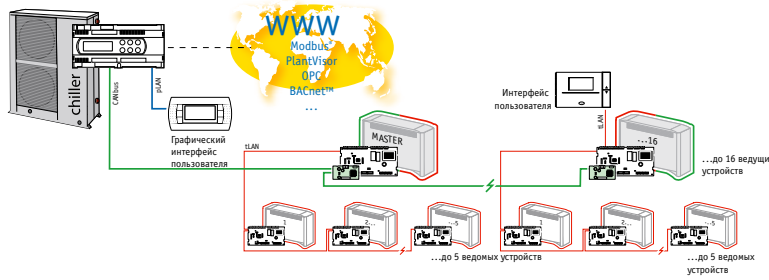 WWW
Modbus®
PlantVisor
OPC
BACnet™
...
chiller
CANbus
pLAN
Графический
интерфейс
пользователя
Интерфейс
пользователя
tLAN
tLAN
MASTER
...16
...до 16 ведущи
устройств
1
2...
...5
...до 5 ведомых устройств
1
2...
...5
...до 5 ведомых
устройств